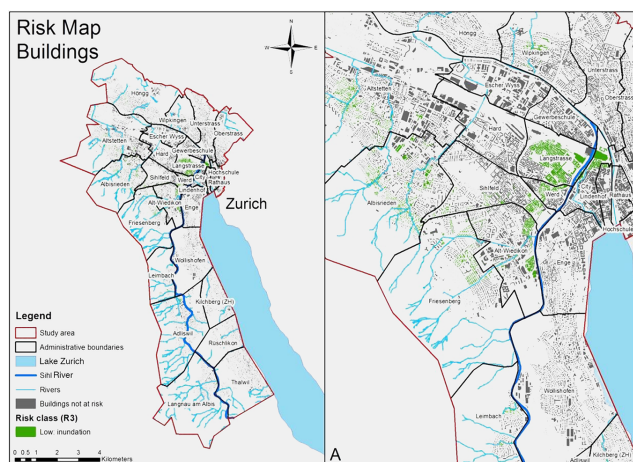 Risk Map
Buildings
N
W
E
S
Höngg
Wipkingen
Unterstrass
Oberstrass
Escher Wyss
Altstetten
Gewerbeschule
Hard
Langstrasse
Hochschule
City
Rathaus
Sihlfeld
Werd
Lindenhof
Albisrieden
Alt-Wiedikon
Enge
Zurich
Friesenberg
Wollishofen
Leimbach
Kilchberg (ZH)
Adliswil
Rüschlikon
Thalwil
Langnau am Albis
Legend
Study area
Administrative boundaries
Lake Zurich
Sihl River
Rivers
Buildings not at risk
Risk class (R3)
Low: inundation
0 0.5 1 2 3 4
Kilometers
Höngg
Wipkingen
Unterstrass
Altstetten
Escher Wyss
Gewerbeschule
Hard
Langstrasse
Sihlfeld
City
Werd
Lindenhof
Rathaus
Albisrieden
Hochschule
Alt-Wiedikon
Enge
Friesenberg
Wollishofen
Leimbach
Kilchberg (ZH)
Adliswil
A